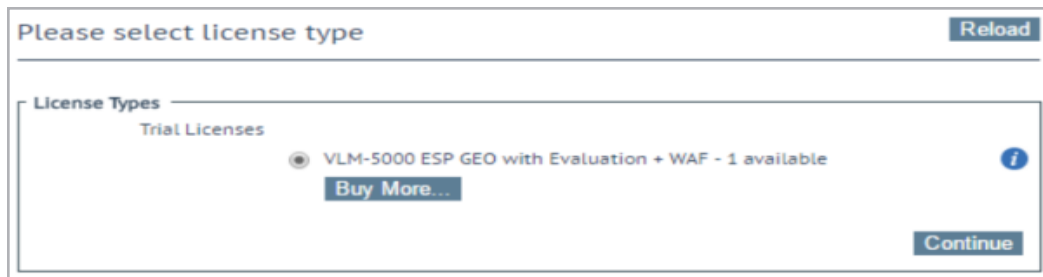 Please select license type
Reload
License Types
Trial Licenses
VLM-5000 ESP GEO with Evaluation + WAF - 1 available
i
Buy More...
Continue